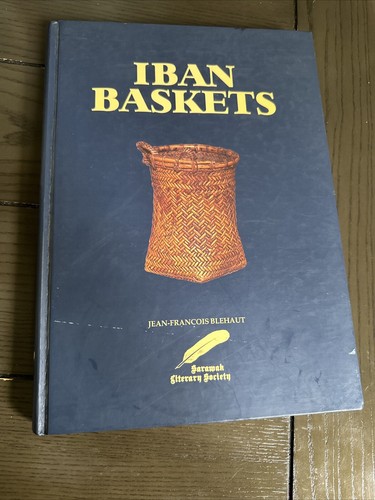 IBAN
BASKETS
JEAN-FRANÇOIS BLEHAUT
Sarawak
Literary Society